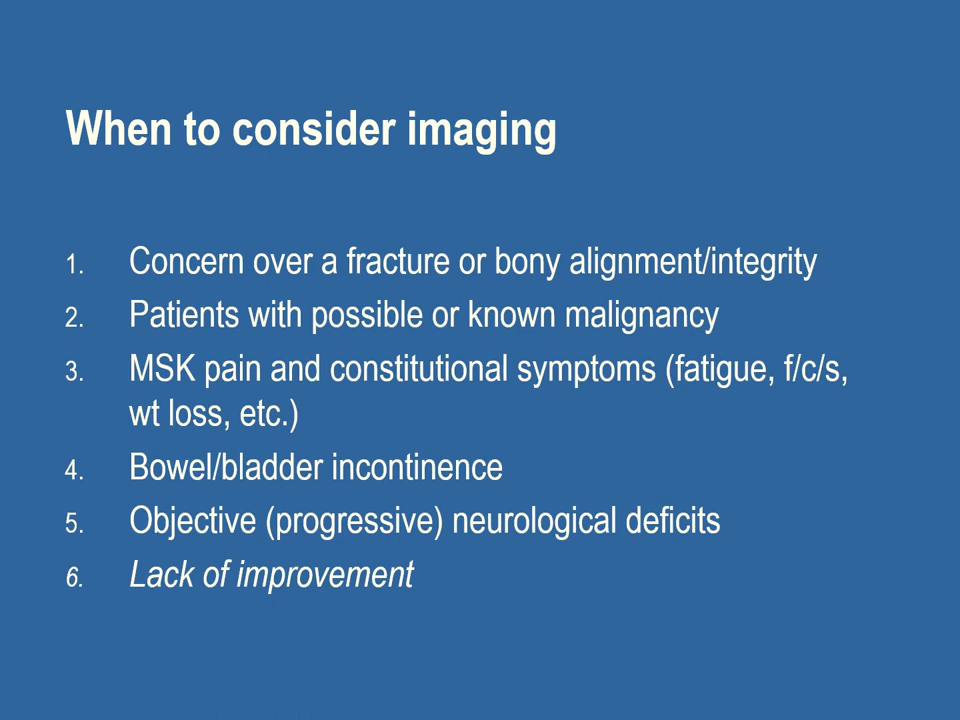 When to consider imaging
1. Concern over a fracture or bony alignment/integrity
2. Patients with possible or known malignancy
3. MSK pain and constitutional symptoms (fatigue, f/c/s,
wt loss, etc.)
4. Bowel/bladder incontinence
5. Objective (progressive) neurological deficits
6. Lack of improvement